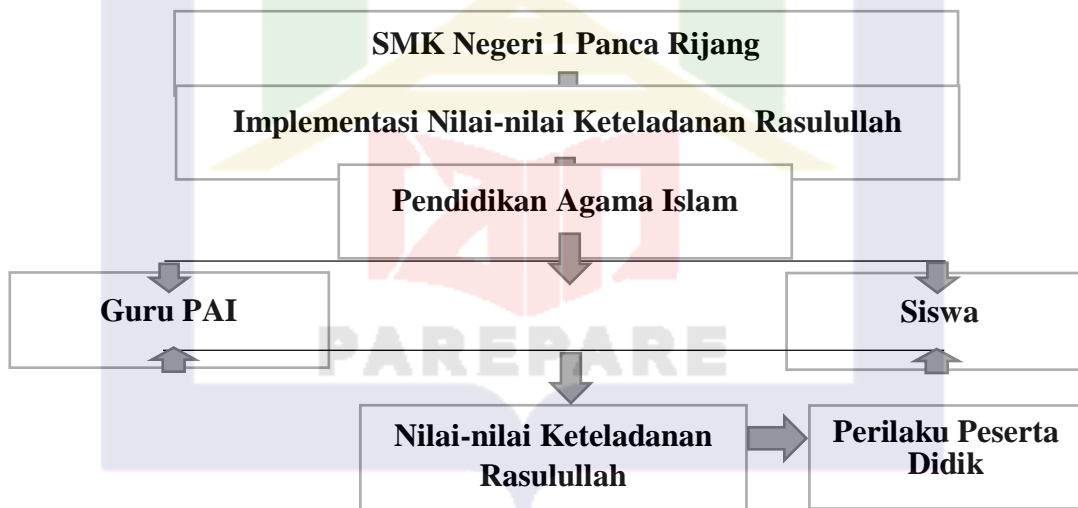 SMK Negeri 1 Panca Rijang
Implementasi Nilai-nilai Keteladanan Rasulullah
Pendidikan Agama Islam
Guru PAI
Siswa
PAREPARE
Nilai-nilai Keteladanan
Rasulullah
Perilaku Peserta
Didik